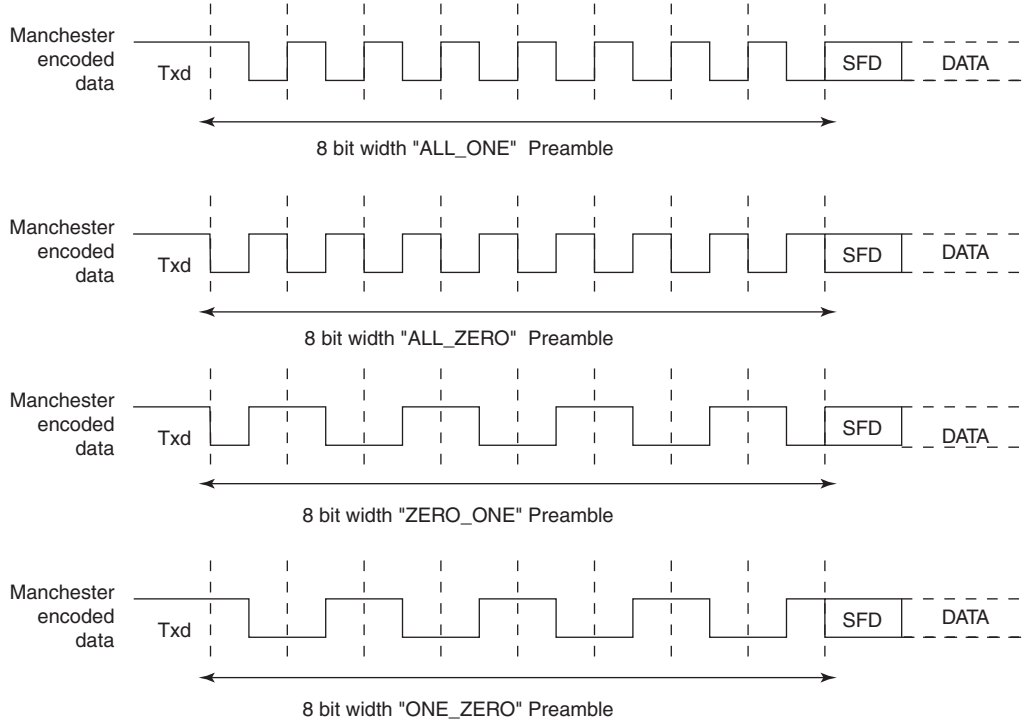 Manchester
encoded
data
Txd
SFD
DATA
8 bit width "ALL_ONE" Preamble
Manchester
encoded
data
Txd
SFD
DATA
8 bit width "ALL_ZERO" Preamble
Manchester
encoded
data
Txd
SFD
DATA
8 bit width "ZERO_ONE" Preamble
Manchester
encoded
data
Txd
SFD
DATA
8 bit width "ONE_ZERO" Preamble